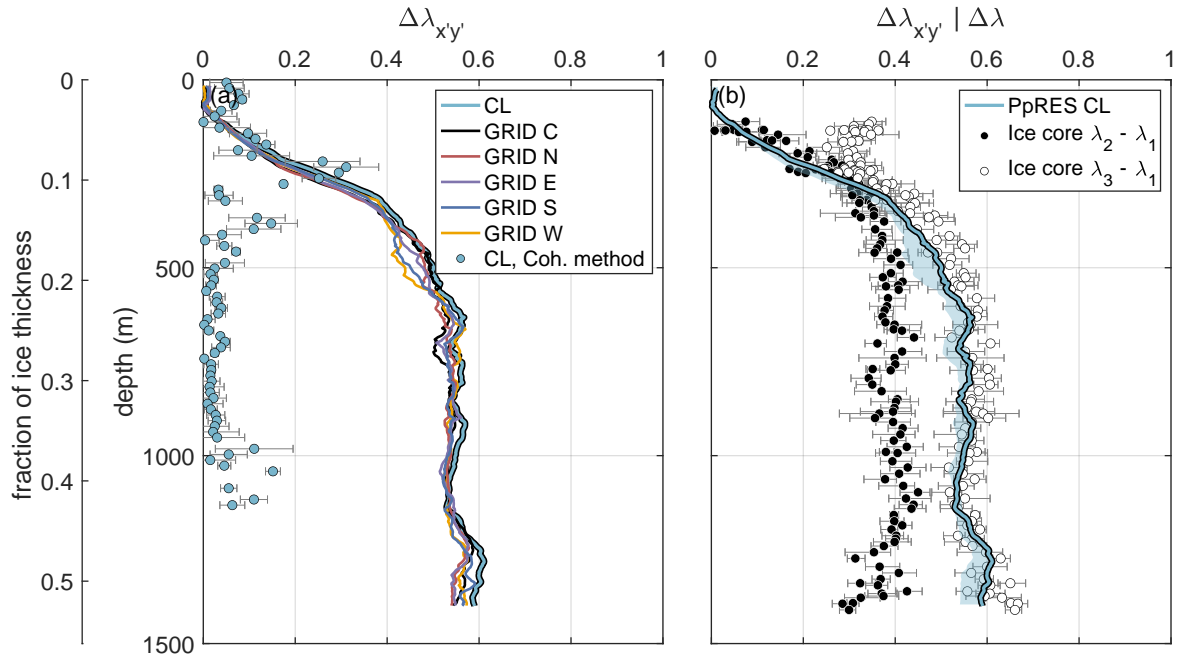 Δλx'y'
Δλx'y' | Δλ
0 0.2 0.4 0.6 0.8 1
0 0.2 0.4 0.6 0.8 1
(a)
(b)
CL
GRID C
GRID N
GRID E
GRID S
GRID W
CL, Coh. method
PpRES CL
Ice core λ2 - λ1
Ice core λ3 - λ1
fraction of ice thickness
0
0.1
0.2
0.3
0.4
0.5
depth (m)
0
500
1000
1500